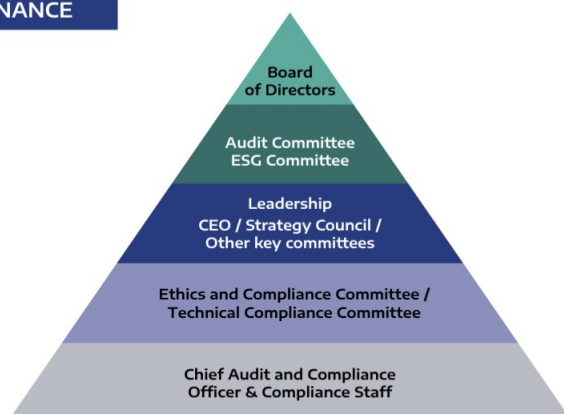 NANCE
Board
of Directors
Audit Committee
ESG Committee
Leadership
CEO / Strategy Council /
Other key committees
Ethics and Compliance Committee /
Technical Compliance Committee
Chief Audit and Compliance
Officer & Compliance Staff